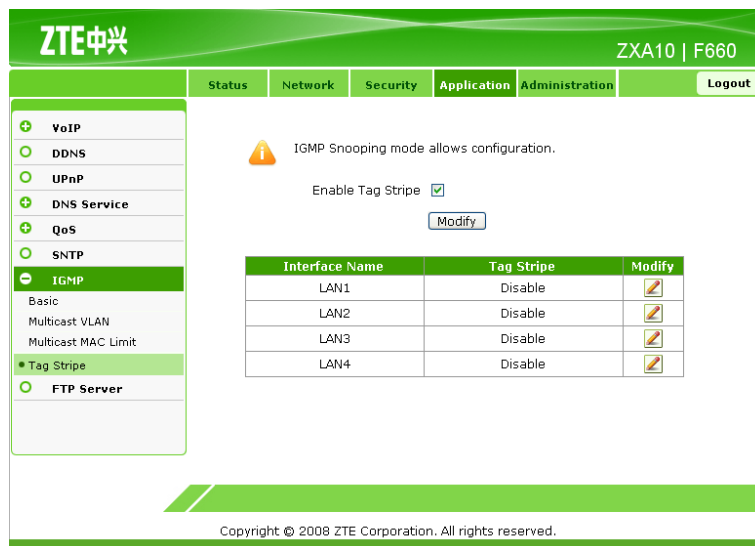 ZTE中兴
ZXA10 | F660
Status Network Security Application Administration Logout
VoIP
DDNS
UPnP
DNS Service
QoS
SNTP
IGMP
Basic
Multicast VLAN
Multicast MAC Limit
Tag Stripe
FTP Server
IGMP Snooping mode allows configuration.
Enable Tag Stripe
Modify
Interface Name Tag Stripe Modify
LAN1 Disable
LAN2 Disable
LAN3 Disable
LAN4 Disable
Copyright © 2008 ZTE Corporation. All rights reserved.